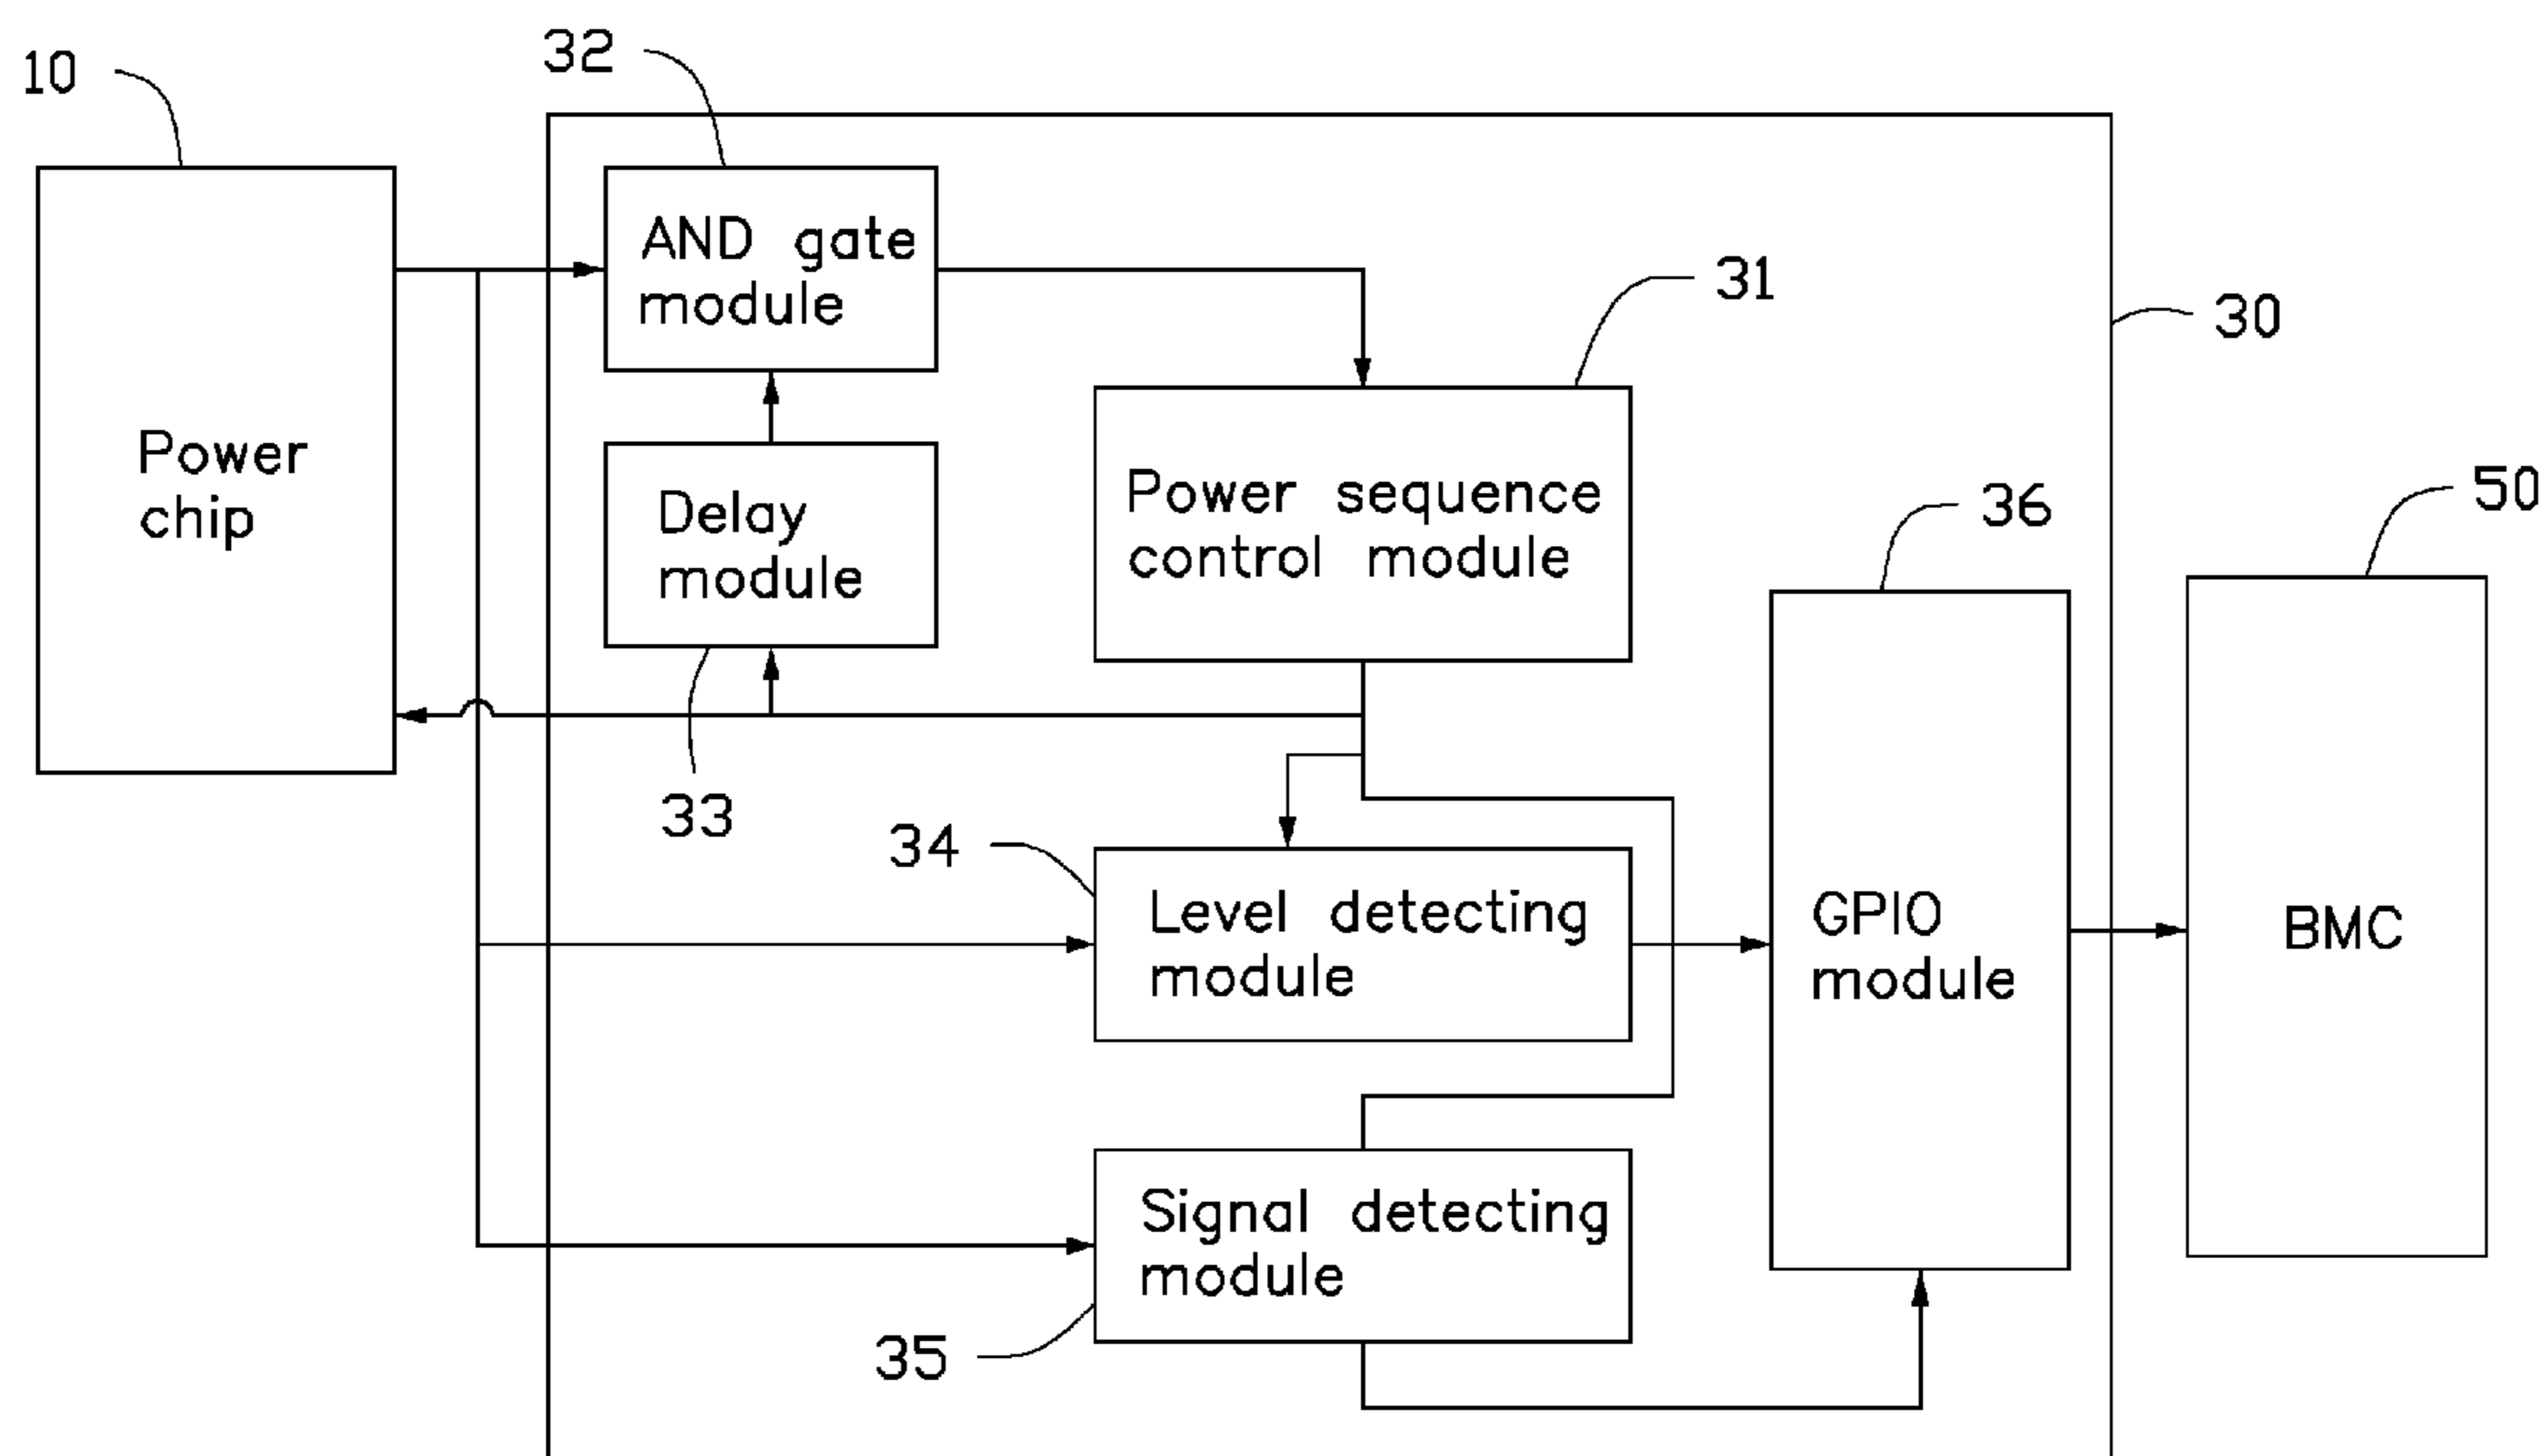 10
32
AND gate
module
31
30
Power
chip
Delay
module
Power sequence
control module
36
50
33
34
Level detecting
module
GPIO
module
BMC
Signal detecting
module
35